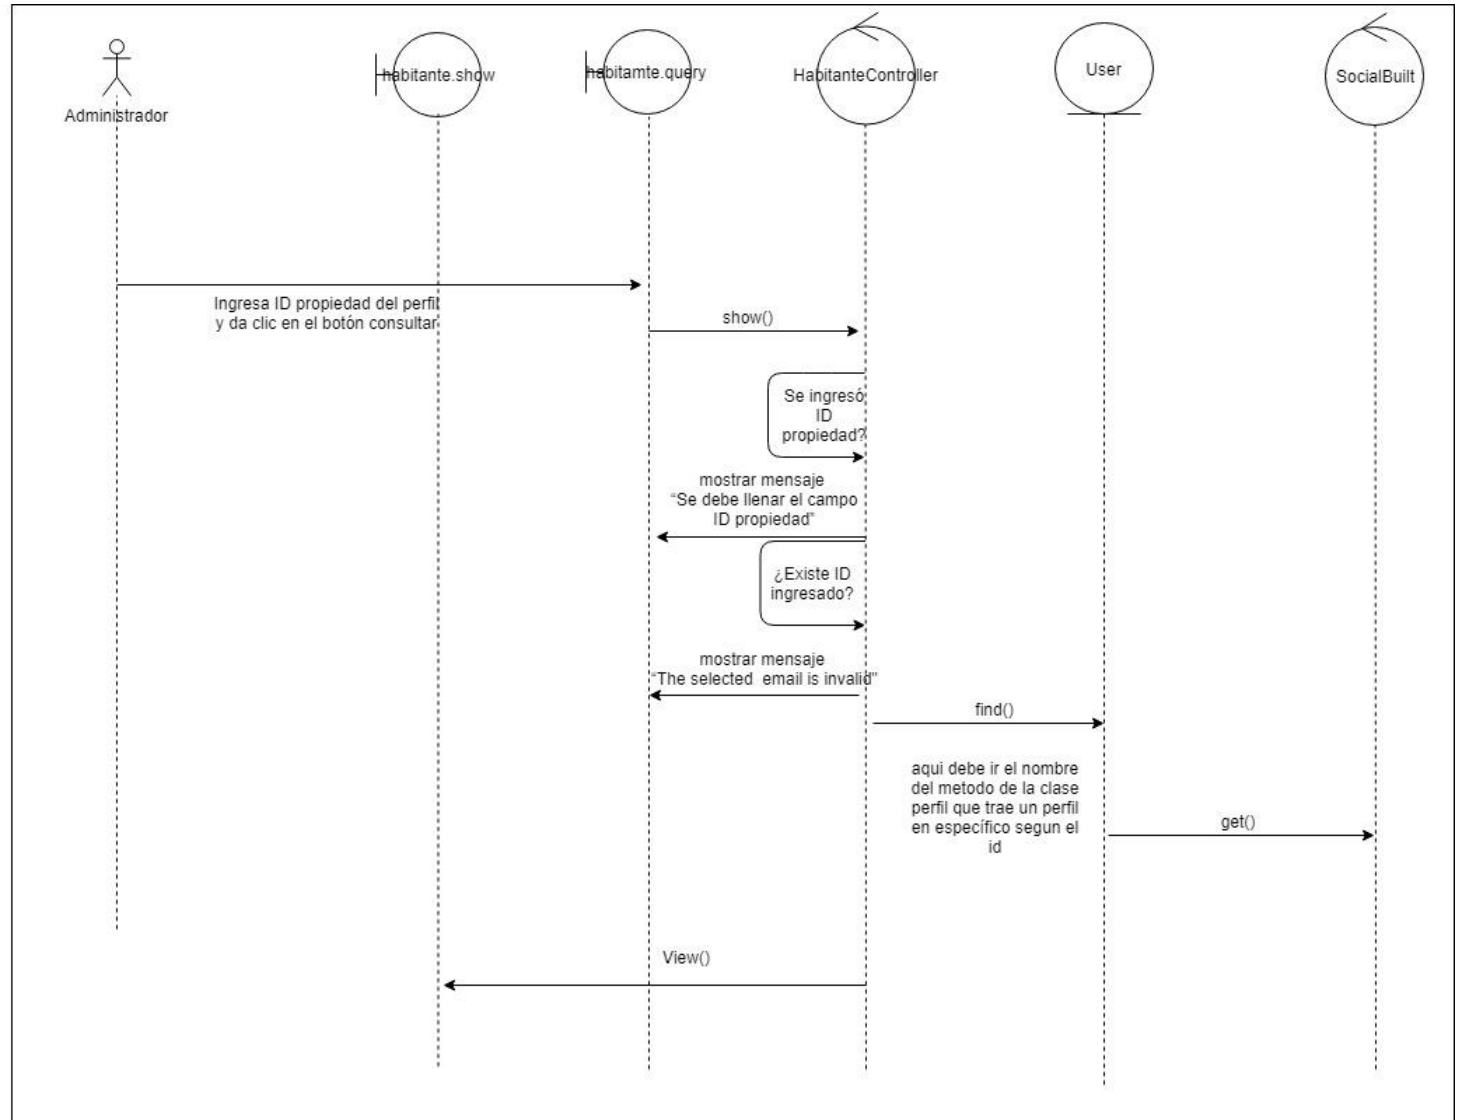 Administrador
habitante.show
habitamte.query
HabitanteController
User
SocialBuilt
Ingresa ID propiedad del perfil
y da clic en el botón consultar
show()
Se ingresó
ID
propiedad?
mostrar mensaje
“Se debe llenar el campo
ID propiedad”
¿Existe ID
ingresado?
mostrar mensaje
“The selected  email is invalid”
find()
aqui debe ir el nombre
del metodo de la clase
perfil que trae un perfil
en específico segun el
id
get()
View()